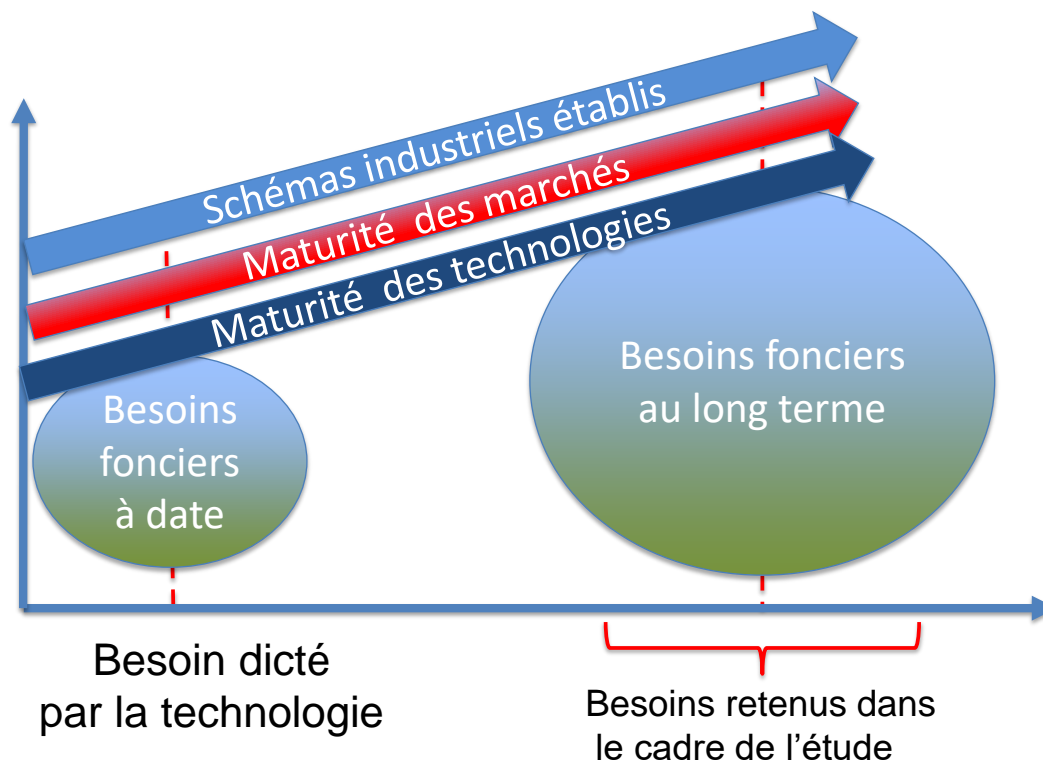 Schémas industriels établis
Maturité des marchés
Maturité des technologies
Besoins
fonciers
à date
Besoins fonciers
au long terme
Besoin dicté
par la technologie
Besoins retenus dans
le cadre de l’étude